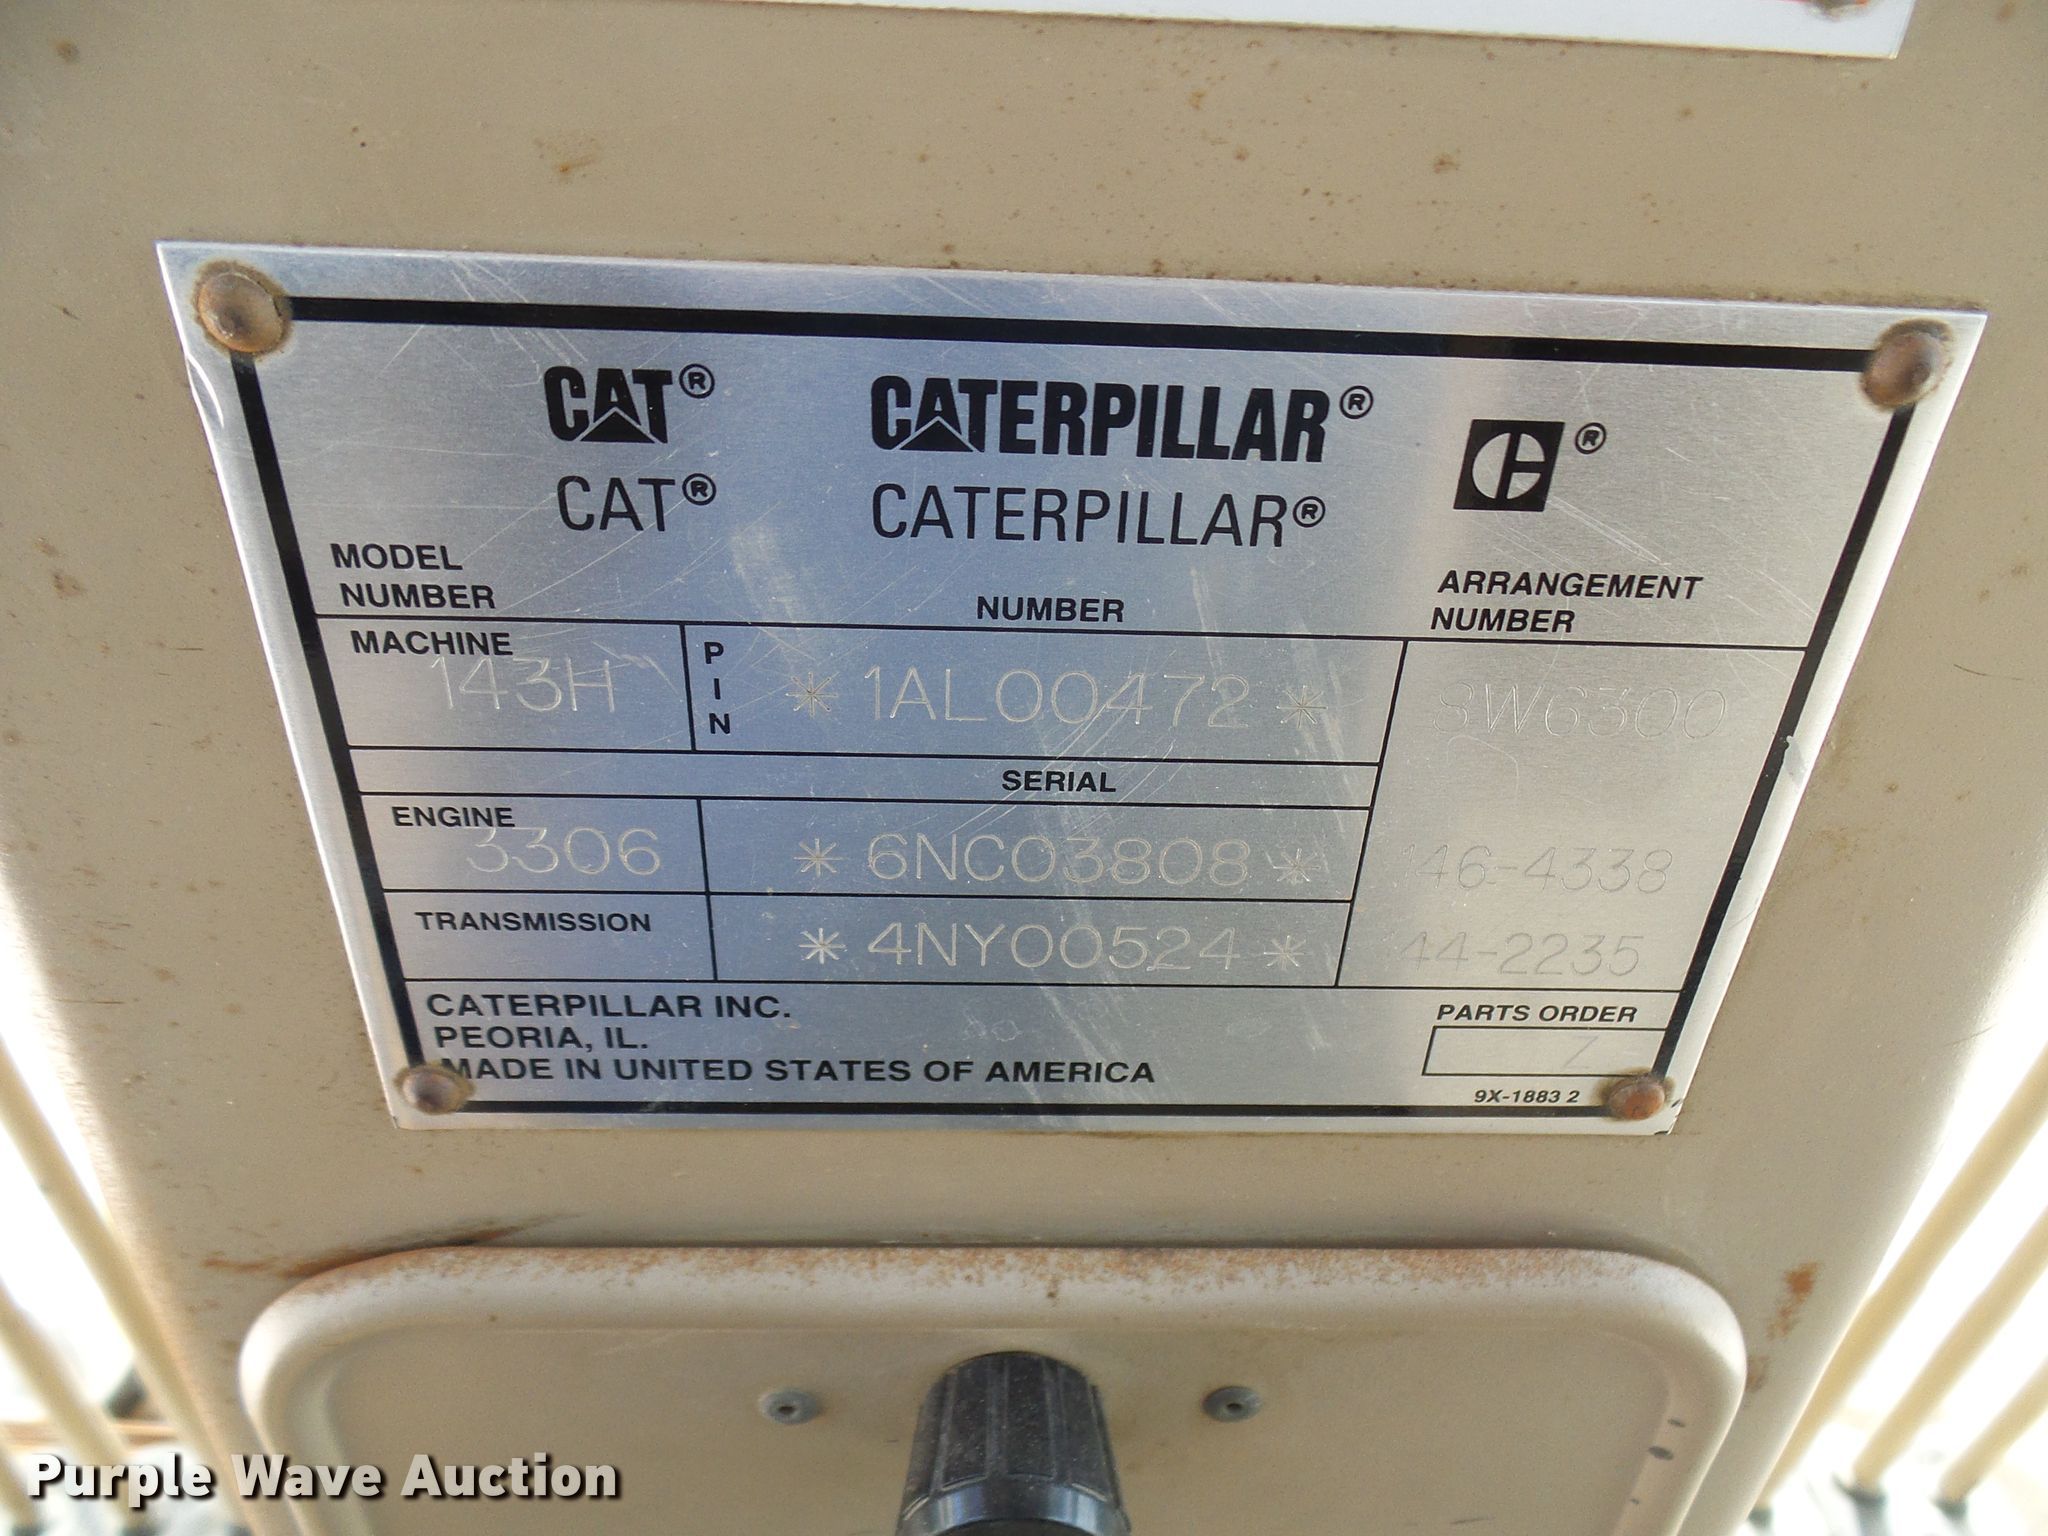 CAT® CATERPILLAR® ®
CAT® CATERPILLAR®
MODEL NUMBER NUMBER ARRANGEMENT NUMBER
MACHINE 143H PIN *1AL00472* 8W6300
SERIAL
ENGINE 3306 *6NC03808* 146-4338
TRANSMISSION *4NY00524* 144-2235
CATERPILLAR INC.
PEORIA, IL.
MADE IN UNITED STATES OF AMERICA
PARTS ORDER
9X-1883 2
Purple Wave Auction